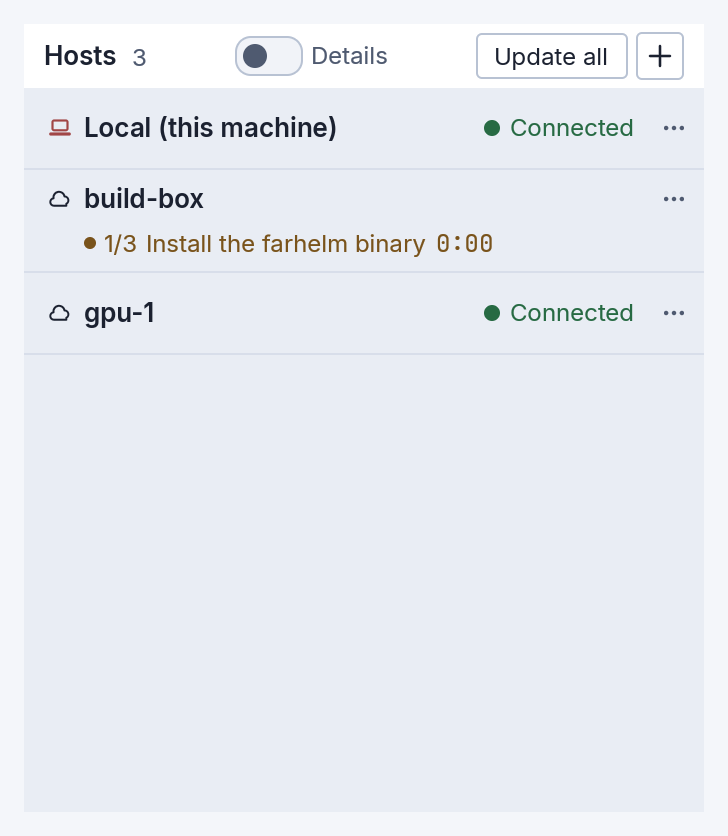 Hosts 3 Details Update all
Local (this machine) Connected
build-box
1/3 Install the farhelm binary 0:00
gpu-1 Connected